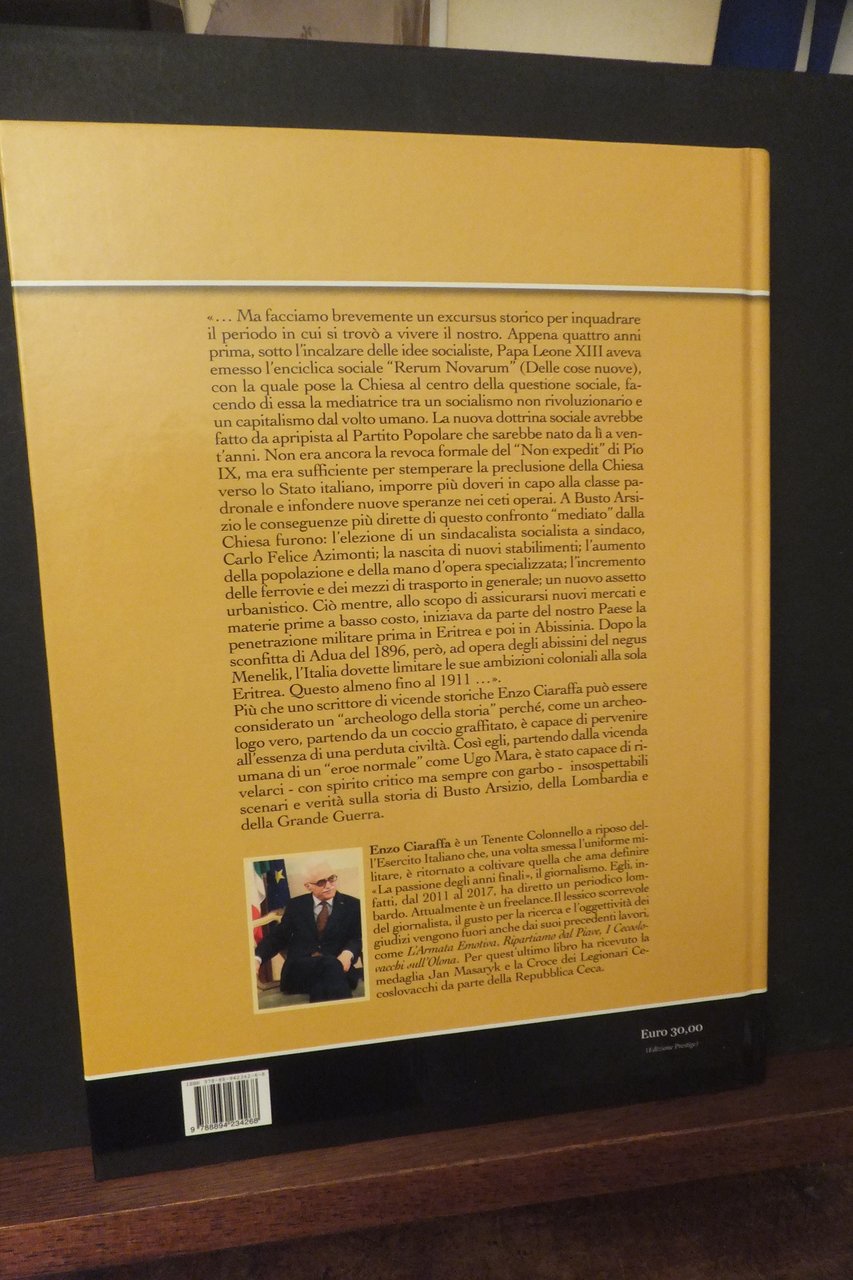 «… Ma facciamo brevemente un excursus storico per inquadrare
il periodo in cui si trovò a vivere il nostro. Appena quattro anni
prima, sotto l'incalzare delle idee socialiste, Papa Leone XIII aveva
emesso l'enciclica sociale "Rerum Novarum" (Delle cose nuove),
con la quale pose la Chiesa al centro della questione sociale, fa-
cendo di essa la mediatrice tra un socialismo non rivoluzionario e
un capitalismo dal volto umano. La nuova dottrina sociale avrebbe
fatto da apripista al Partito Popolare che sarebbe nato da lì a ven-
t'anni. Non era ancora la revoca formale del "Non expedit" di Pio
IX, ma era sufficiente per stemperare la preclusione della Chiesa
verso lo Stato italiano, imporre più doveri in capo alla classe pa-
dronale e infondere nuove speranze nei ceti operai. A Busto Arsi-
zio le conseguenze più dirette di questo confronto "mediato" dalla
Chiesa furono: l'elezione di un sindacalista socialista a sindaco,
Carlo Felice Azimonti; la nascita di nuovi stabilimenti; l'aumento
della popolazione e della mano d'opera specializzata; l'incremento
delle ferrovie e dei mezzi di trasporto in generale; un nuovo assetto
urbanistico. Ciò mentre, allo scopo di assicurarsi nuovi mercati e
materie prime a basso costo, iniziava da parte del nostro Paese la
penetrazione militare prima in Eritrea e poi in Abissinia. Dopo la
sconfitta di Adua del 1896, però, ad opera degli abissini del negus
Menelik, l'Italia dovette limitare le sue ambizioni coloniali alla sola
Eritrea. Questo almeno fino al 1911 …».
Più che uno scrittore di vicende storiche Enzo Ciaraffa può essere
considerato un "archeologo della storia" perché, come un archeo-
logo vero, partendo da un coccio graffitato, è capace di pervenire
all'essenza di una perduta civiltà. Così egli, partendo dalla vicenda
umana di un "eroe normale" come Ugo Mara, è stato capace di ri-
velarci - con spirito critico ma sempre con garbo - insospettabili
scenari e verità sulla storia di Busto Arsizio, della Lombardia e
della Grande Guerra.
Enzo Ciaraffa è un Tenente Colonnello a riposo del-
l'Esercito Italiano che, una volta smessa l'uniforme mi-
litare, è ritornato a coltivare quella che ama definire
«La passione degli anni finali», il giornalismo. Egli, in-
fatti, dal 2011 al 2017, ha diretto un periodico lom-
bardo. Attualmente è un freelance.Il lessico scorrevole
del giornalista, il gusto per la ricerca e l'oggettività dei
giudizi vengono fuori anche dai suoi precedenti lavori,
come L'Armata Emotiva, Ripartiamo dal Piave, I Cecoslo-
vacchi sull'Olona. Per quest'ultimo libro ha ricevuto la
medaglia Jan Masaryk e la Croce dei Legionari Ce-
coslovacchi da parte della Repubblica Ceca.
Euro 30,00
(Edizione Prestige)
ISBN 978-88-942342-6-8
9 788894 234268